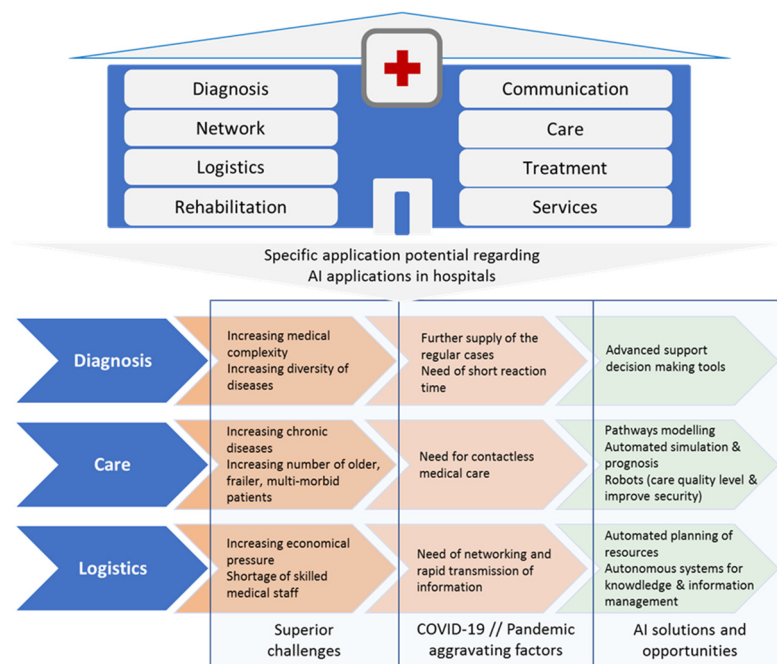 Diagnosis
Network
Logistics
Rehabilitation
Communication
Care
Treatment
Services
Specific application potential regarding
AI applications in hospitals
Diagnosis
Increasing medical
complexity
Increasing diversity of
diseases
Further supply of the
regular cases
Need of short reaction
time
Advanced support
decision making tools
Care
Increasing chronic
diseases
Increasing number of older,
frailer, multi-morbid
patients
Need for contactless
medical care
Pathways modelling
Automated simulation &
prognosis
Robots (care quality level &
improve security)
Logistics
Increasing economical
pressure
Shortage of skilled
medical staff
Need of networking and
rapid transmission of
information
Automated planning of
resources
Autonomous systems for
knowldedge & information
management
Superior
challenges
COVID-19 // Pandemic
aggravating factors
AI solutions and
opportunities